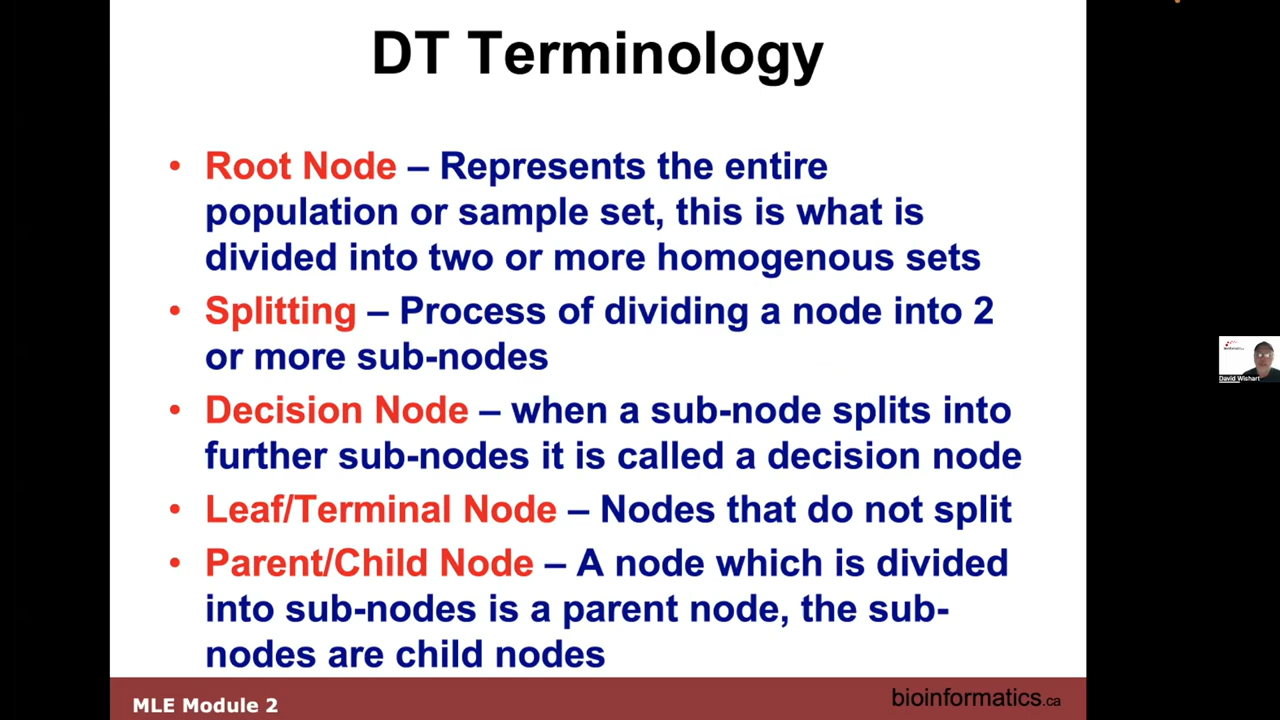 DT Terminology
• Root Node – Represents the entire
population or sample set, this is what is
divided into two or more homogenous sets
• Splitting – Process of dividing a node into 2
or more sub-nodes
• Decision Node – when a sub-node splits into
further sub-nodes it is called a decision node
• Leaf/Terminal Node – Nodes that do not split
• Parent/Child Node – A node which is divided
into sub-nodes is a parent node, the sub-
nodes are child nodes
David Wishart
MLE Module 2
bioinformatics.ca